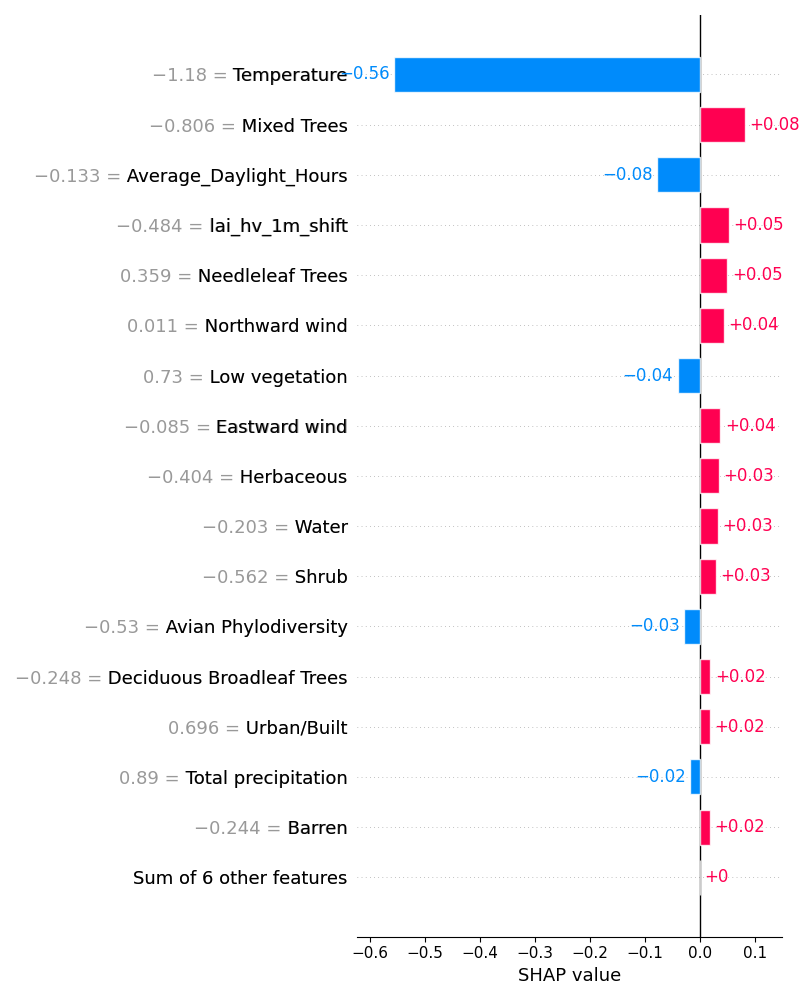 −1.18 = Temperature −0.56
−0.806 = Mixed Trees +0.08
−0.133 = Average_Daylight_Hours −0.08
−0.484 = lai_hv_1m_shift +0.05
0.359 = Needleleaf Trees +0.05
0.011 = Northward wind +0.04
0.73 = Low vegetation −0.04
−0.085 = Eastward wind +0.04
−0.404 = Herbaceous +0.03
−0.203 = Water +0.03
−0.562 = Shrub +0.03
−0.53 = Avian Phylodiversity −0.03
−0.248 = Deciduous Broadleaf Trees +0.02
0.696 = Urban/Built +0.02
0.89 = Total precipitation −0.02
−0.244 = Barren +0.02
Sum of 6 other features +0
−0.6 −0.5 −0.4 −0.3 −0.2 −0.1 0.0 0.1
SHAP value